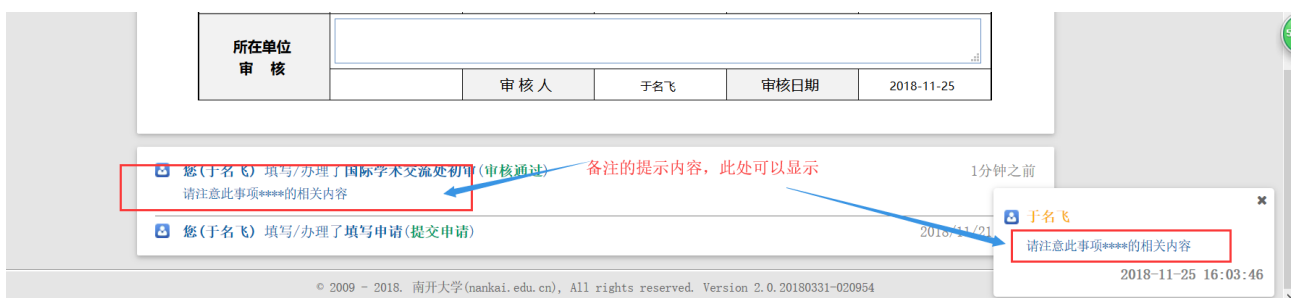 所在单位
审 核
审 核 人 于名飞 审核日期 2018-11-25
您(于名飞) 填写/办理了国际学术交流处初审(审核通过) 备注的提示内容，此处可以显示 1分钟之前
请注意此事项****的相关内容
您(于名飞) 填写/办理了填写申请(提交申请) 2018/11/21
于名飞
请注意此事项****的相关内容
2018-11-25 16:03:46
© 2009 - 2018. 南开大学(nankai.edu.cn), All rights reserved. Version 2.0.20180331-020954